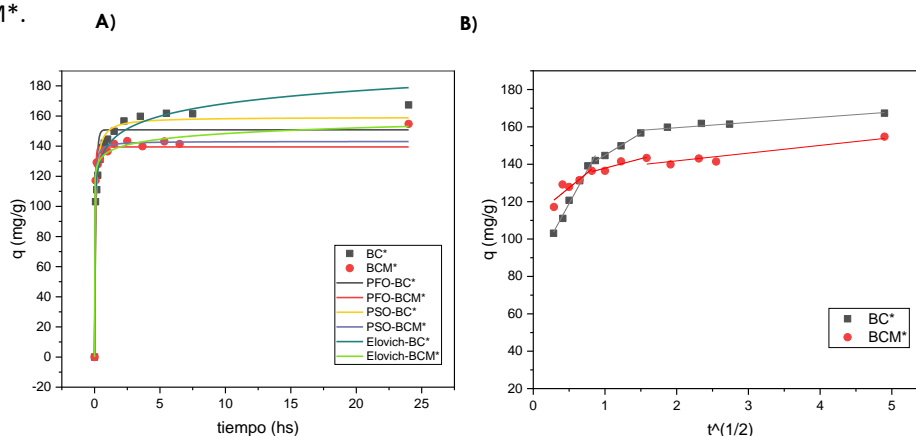 M*.
A)
B)
180
160
140
120
100
80
60
40
20
0
-20
q (mg/g)
0
5
10
15
20
25
tiempo (hs)
BC*
BCM*
PFO-BC*
PFO-BCM*
PSO-BC*
PSO-BCM*
Elovich-BC*
Elovich-BCM*
200
180
160
140
120
100
80
60
40
20
q (mg/g)
0
1
2
3
4
5
t^(1/2)
BC*
BCM*